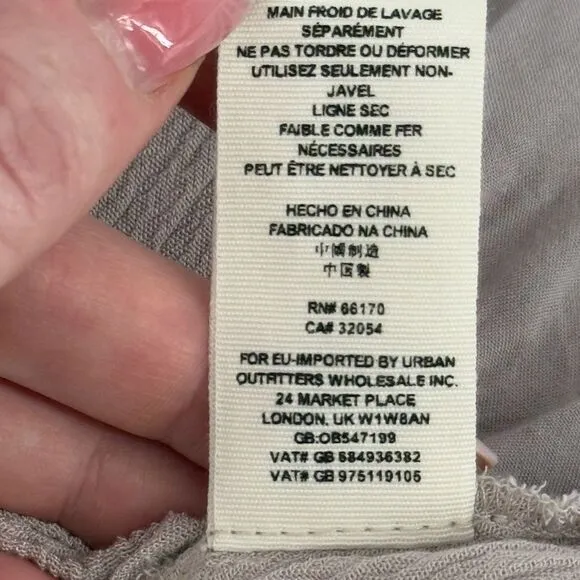 MAIN FROID DE LAVAGE
SÉPARÉMENT
NE PAS TORDRE OU DÉFORMER
UTILISEZ SEULEMENT NON-
JAVEL
LIGNE SEC
FAIBLE COMME FER
NÉCESSAIRES
PEUT ÊTRE NETTOYER À SEC
HECHO EN CHINA
FABRICADO NA CHINA
中國制造
中国製
RN# 66170
CA# 32054
FOR EU-IMPORTED BY URBAN
OUTFITTERS WHOLESALE INC.
24 MARKET PLACE
LONDON, UK W1W8AN
GB:OB547199
VAT# GB 684936382
VAT# GB 975119105